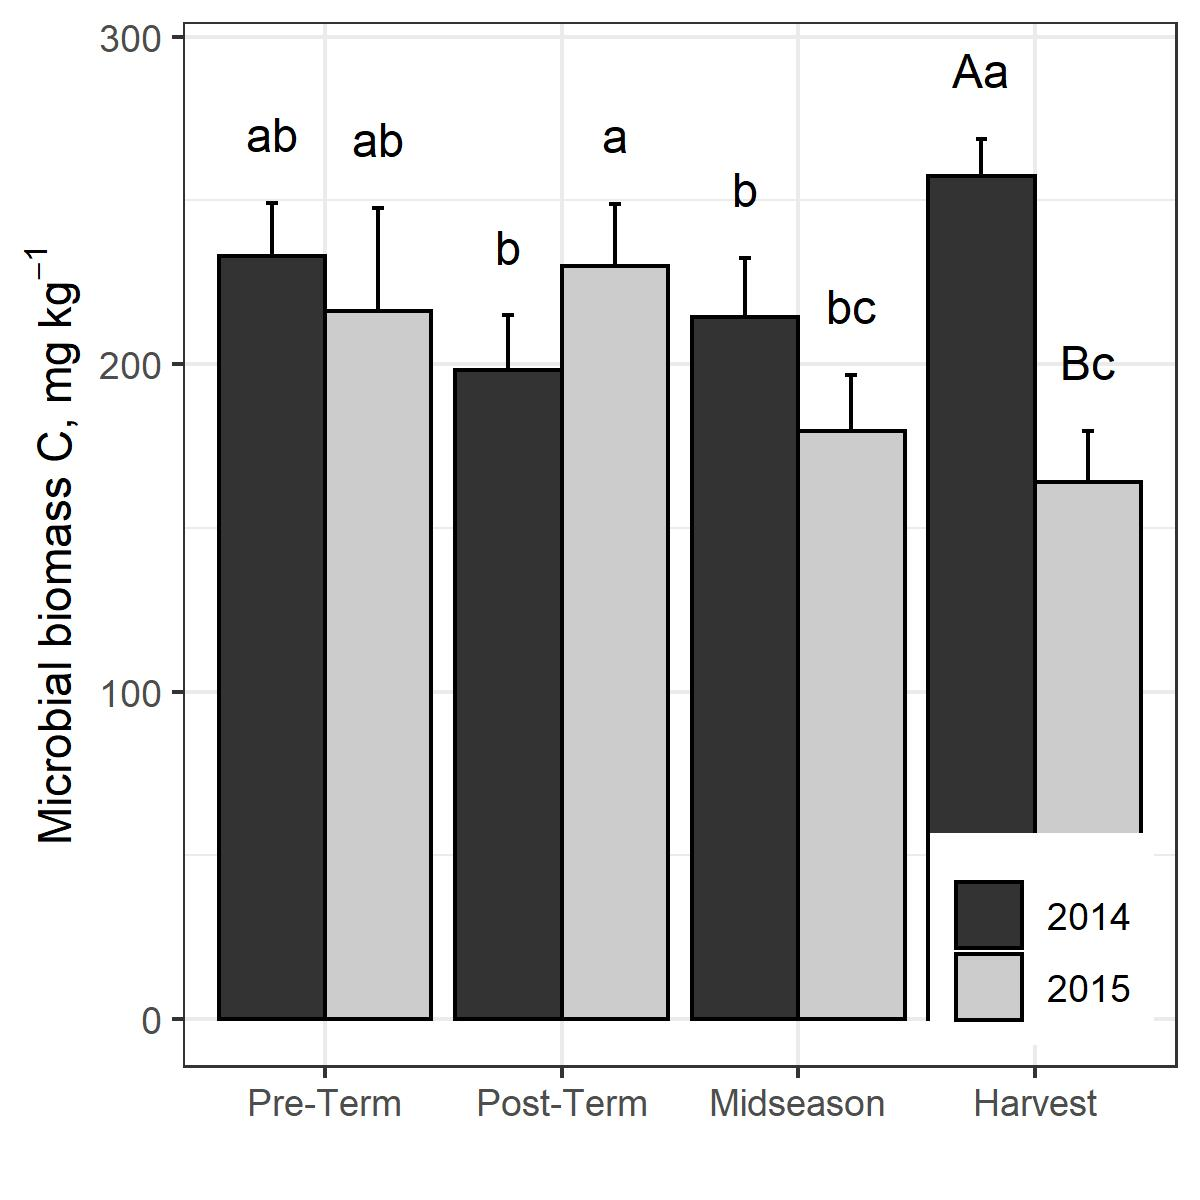 Microbial biomass C, mg kg⁻¹
300
200
100
0
ab
ab
b
a
b
bc
Aa
Bc
2014
2015
Pre-Term
Post-Term
Midseason
Harvest